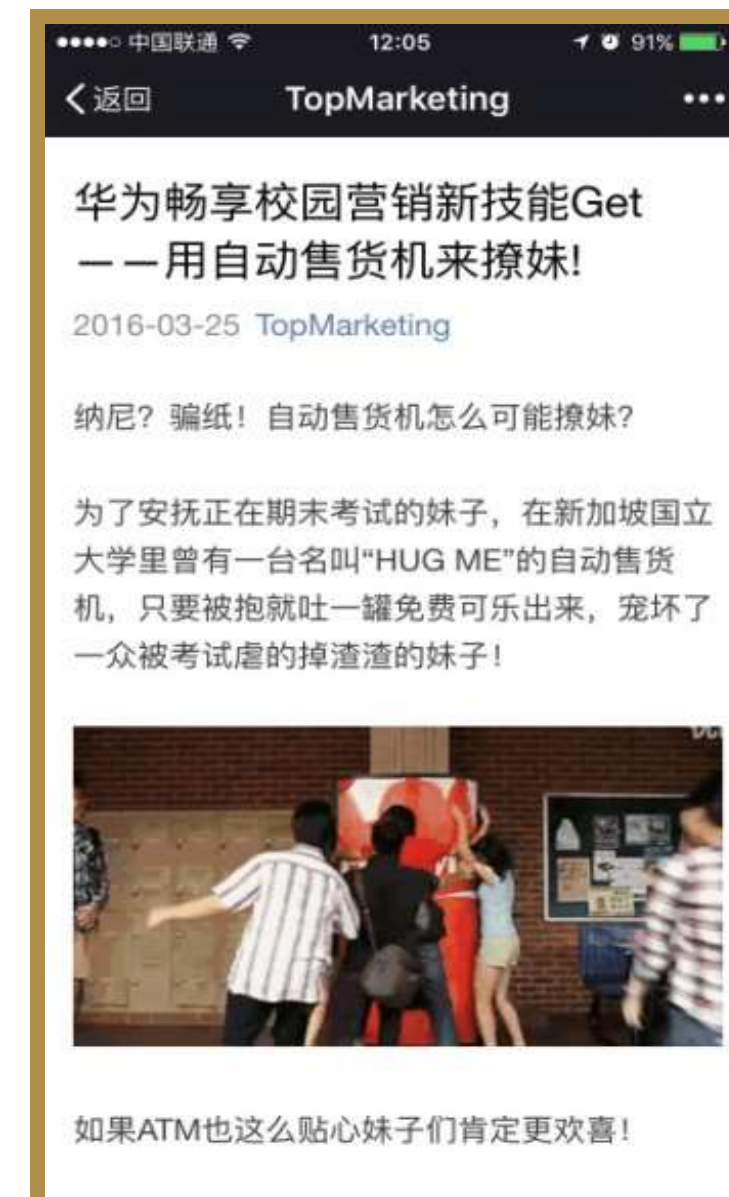 中国联通 12:05 91%
返回 TopMarketing
华为畅享校园营销新技能Get
——用自动售货机来撩妹!
2016-03-25 TopMarketing
纳尼？骗纸！自动售货机怎么可能撩妹？
为了安抚正在期末考试的妹子，在新加坡国立
大学里曾有一台名叫“HUG ME”的自动售货
机，只要被抱就吐一罐免费可乐出来，宠坏了
一众被考试虐的掉渣渣的妹子！
如果ATM也这么贴心妹子们肯定更欢喜！